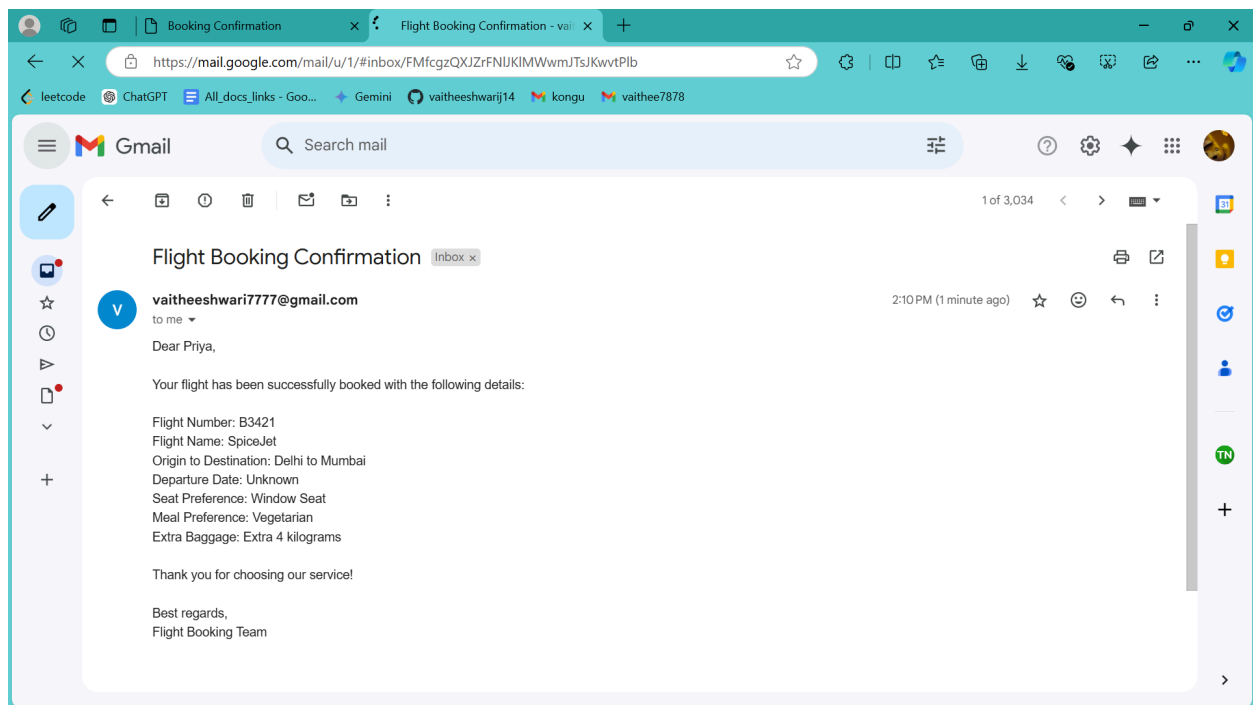 Booking Confirmation
Flight Booking Confirmation - vai
https://mail.google.com/mail/u/1/#inbox/FMfcgzQXJZrFNUKlMWwmJTsJKwvtPlb
leetcode ChatGPT All_docs_links - Goo... Gemini vaitheeshwarij14 kongu vaithee7878
Gmail
Search mail
1 of 3,034
31
Flight Booking Confirmation Inbox x
V
vaitheeshwari7777@gmail.com
2:10 PM (1 minute ago)
to me
Dear Priya,
Your flight has been successfully booked with the following details:
Flight Number: B3421
Flight Name: SpiceJet
Origin to Destination: Delhi to Mumbai
Departure Date: Unknown
Seat Preference: Window Seat
Meal Preference: Vegetarian
Extra Baggage: Extra 4 kilograms
TN
Thank you for choosing our service!
Best regards,
Flight Booking Team